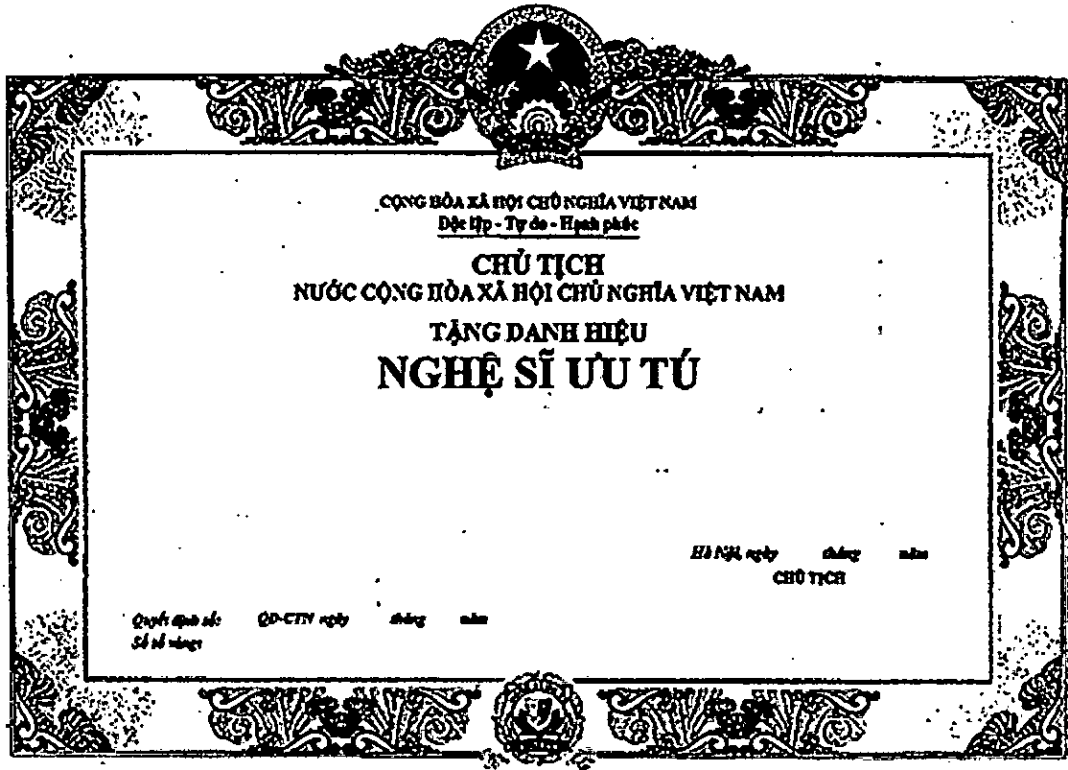 CỘNG HÒA XÃ HỘI CHỦ NGHĨA VIỆT NAM
Độc lập - Tự do - Hạnh phúc
CHỦ TỊCH
NƯỚC CỘNG HÒA XÃ HỘI CHỦ NGHĨA VIỆT NAM
TẶNG DANH HIỆU
NGHỆ SĨ ƯU TÚ
Hà Nội, ngày tháng năm
CHỦ TỊCH
Quyết định số: QD-CTN ngày tháng năm
Số sổ vàng: